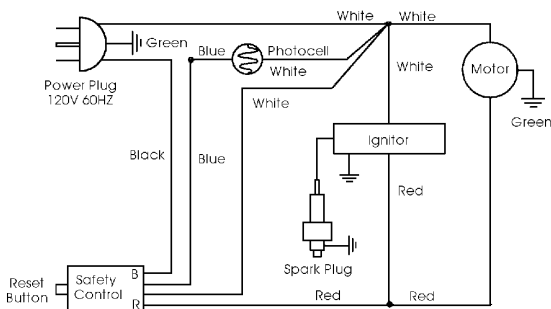 White
White
Green
Blue
Photocell
White
White
White
Motor
Power Plug
120V 60HZ
Green
Ignitor
Black
Blue
Red
Spark Plug
Reset
Button
Safety
Control
B
R
Red
Red